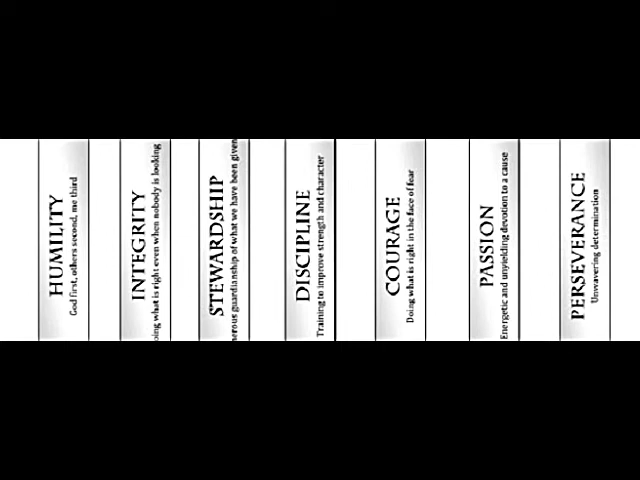 HUMILITY
God first, others second, me third
INTEGRITY
oing what is right even when nobody is looking
STEWARDSHIP
nerous guardianship of what we have been given
DISCIPLINE
Training to improve strength and character
COURAGE
Doing what is right in the face of fear
PASSION
Energetic and unyielding devotion to a cause
PERSEVERANCE
Unwavering determination